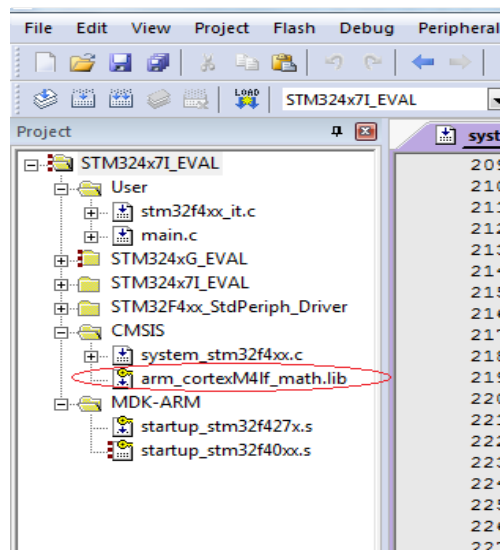 File Edit View Project Flash Debug Peripheral
LOAD STM324x7I_EVAL
Project
syst
STM324x7I_EVAL
User
stm32f4xx_it.c
main.c
STM324xG_EVAL
STM324x7I_EVAL
STM32F4xx_StdPeriph_Driver
CMSIS
system_stm32f4xx.c
arm_cortexM4lf_math.lib
MDK-ARM
startup_stm32f427x.s
startup_stm32f40xx.s
209
210
211
212
213
214
215
216
217
218
219
220
221
222
223
224
225
226
227